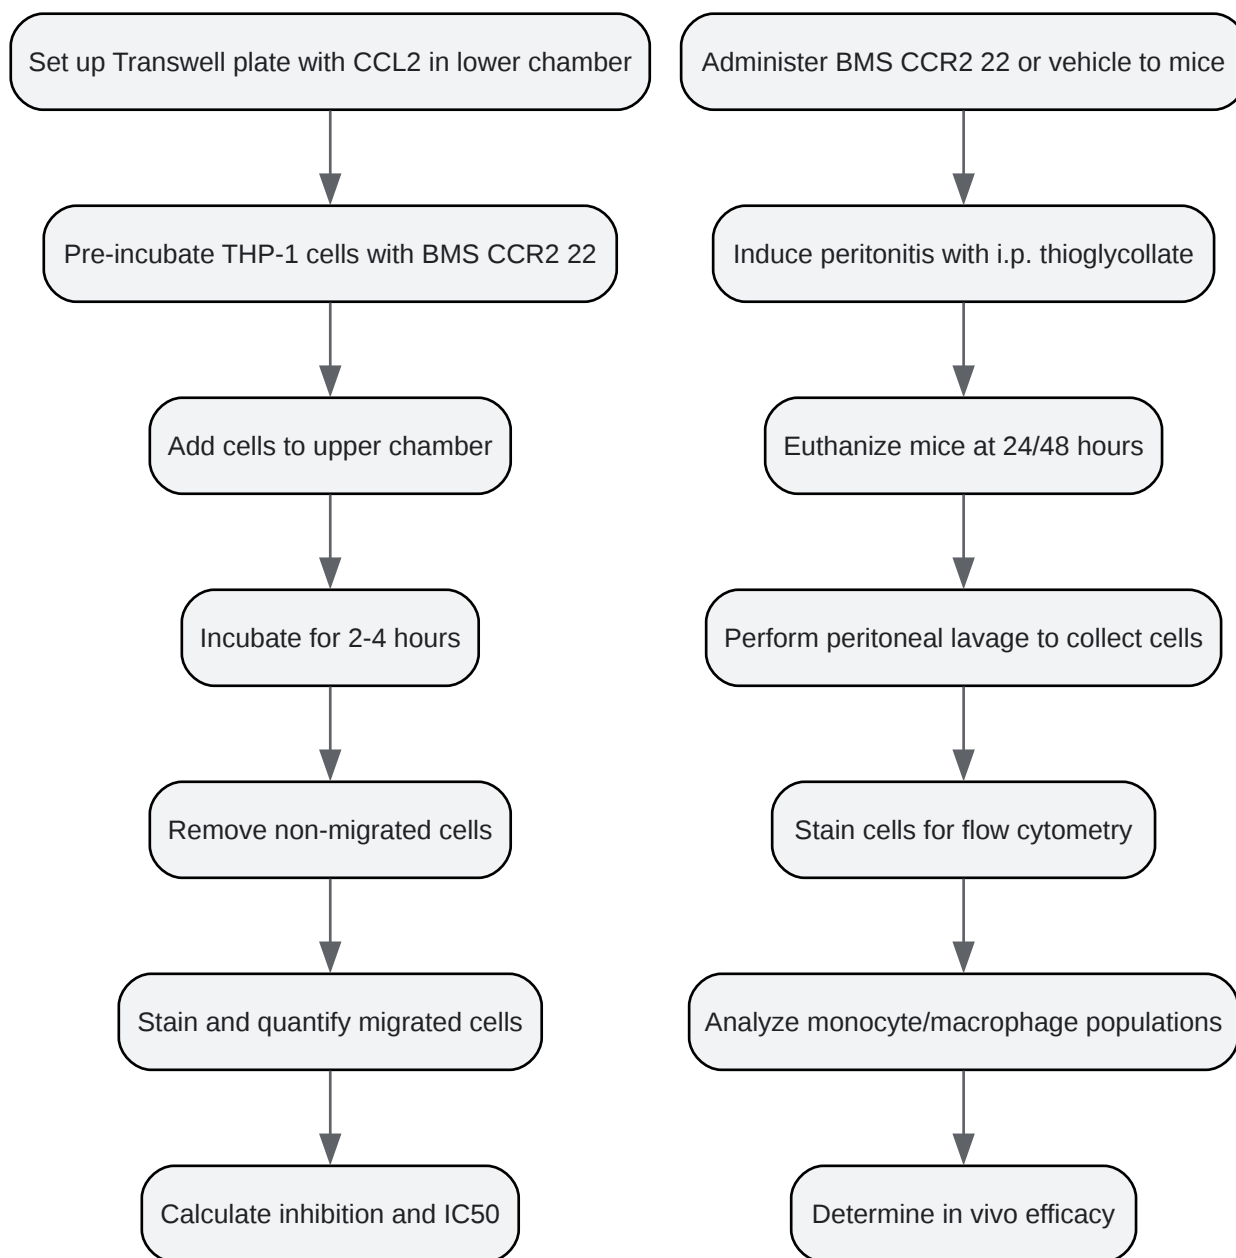 Set up Transwell plate with CCL2 in lower chamber
Pre-incubate THP-1 cells with BMS CCR2 22
Add cells to upper chamber
Incubate for 2-4 hours
Remove non-migrated cells
Stain and quantify migrated cells
Calculate inhibition and IC50
Administer BMS CCR2 22 or vehicle to mice
Induce peritonitis with i.p. thioglycollate
Euthanize mice at 24/48 hours
Perform peritoneal lavage to collect cells
Stain cells for flow cytometry
Analyze monocyte/macrophage populations
Determine in vivo efficacy